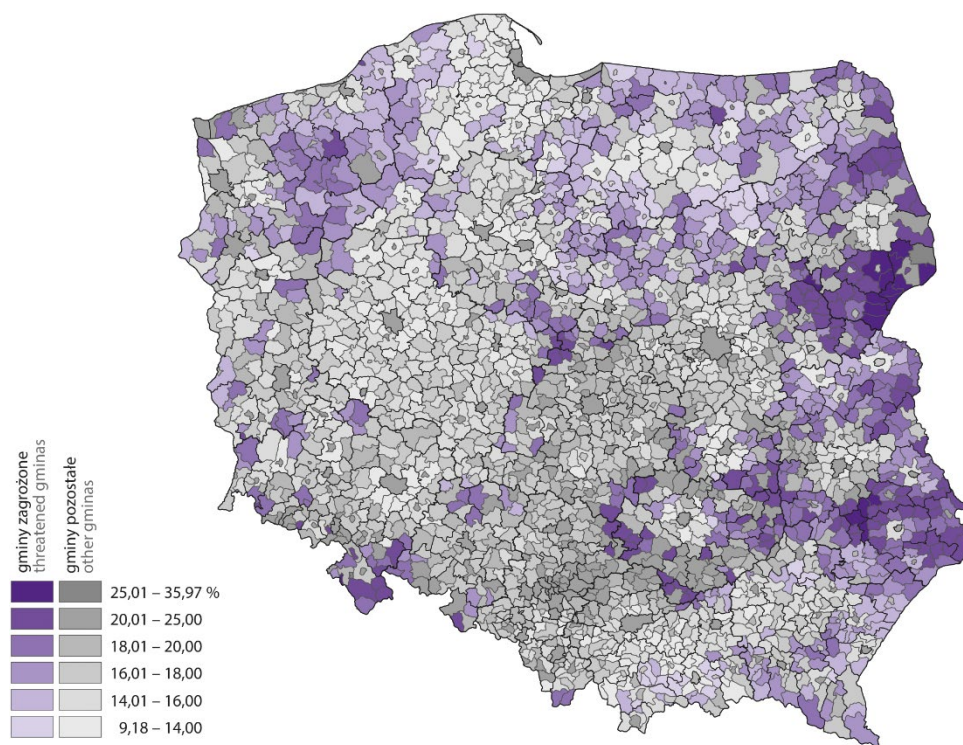 gminy zagrożone
threatened gminas
gminy pozostałe
other gminas
25,01 – 35,97 %
20,01 – 25,00
18,01 – 20,00
16,01 – 18,00
14,01 – 16,00
9,18 – 14,00